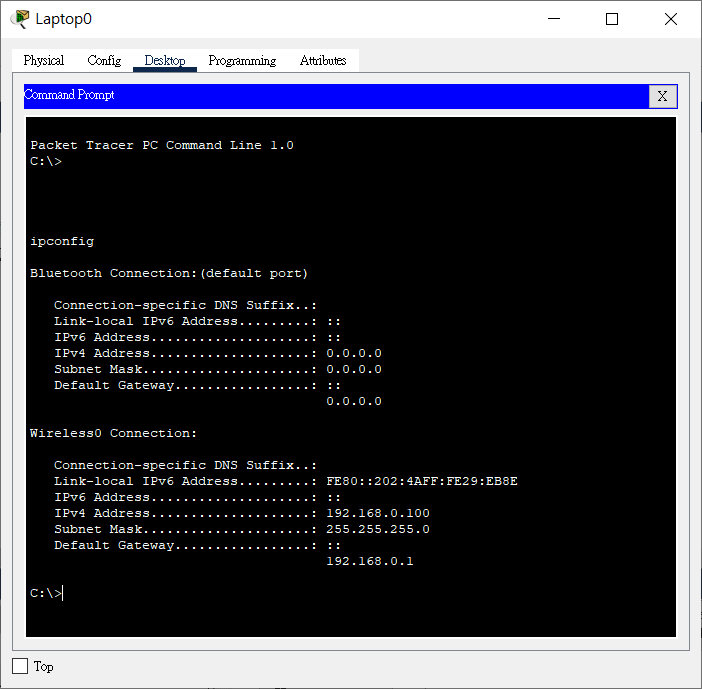 Laptop0
Physical Config Desktop Programming Attributes
Command Prompt X
Packet Tracer PC Command Line 1.0
C:\>
ipconfig
Bluetooth Connection:(default port)
Connection-specific DNS Suffix..:
Link-local IPv6 Address.........: ::
IPv6 Address....................: ::
IPv4 Address....................: 0.0.0.0
Subnet Mask.....................: 0.0.0.0
Default Gateway.................: ::
0.0.0.0
Wireless0 Connection:
Connection-specific DNS Suffix..:
Link-local IPv6 Address.........: FE80::202:4AFF:FE29:EB8E
IPv6 Address....................: ::
IPv4 Address....................: 192.168.0.100
Subnet Mask.....................: 255.255.255.0
Default Gateway.................: ::
192.168.0.1
C:\>
Top